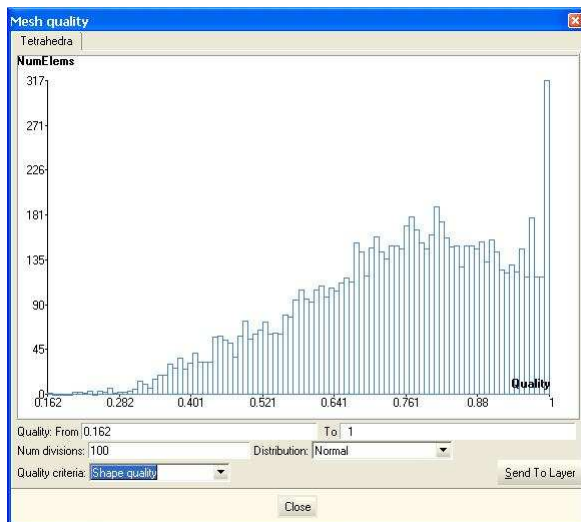 Mesh quality
Tetrahedra
NumElems
317
271
226
181
135
90
45
0
Quality
0.162 0.282 0.401 0.521 0.641 0.761 0.88 1
Quality: From 0.162 To 1
Num divisions: 100 Distribution: Normal
Quality criteria: Shape quality Send To Layer
Close